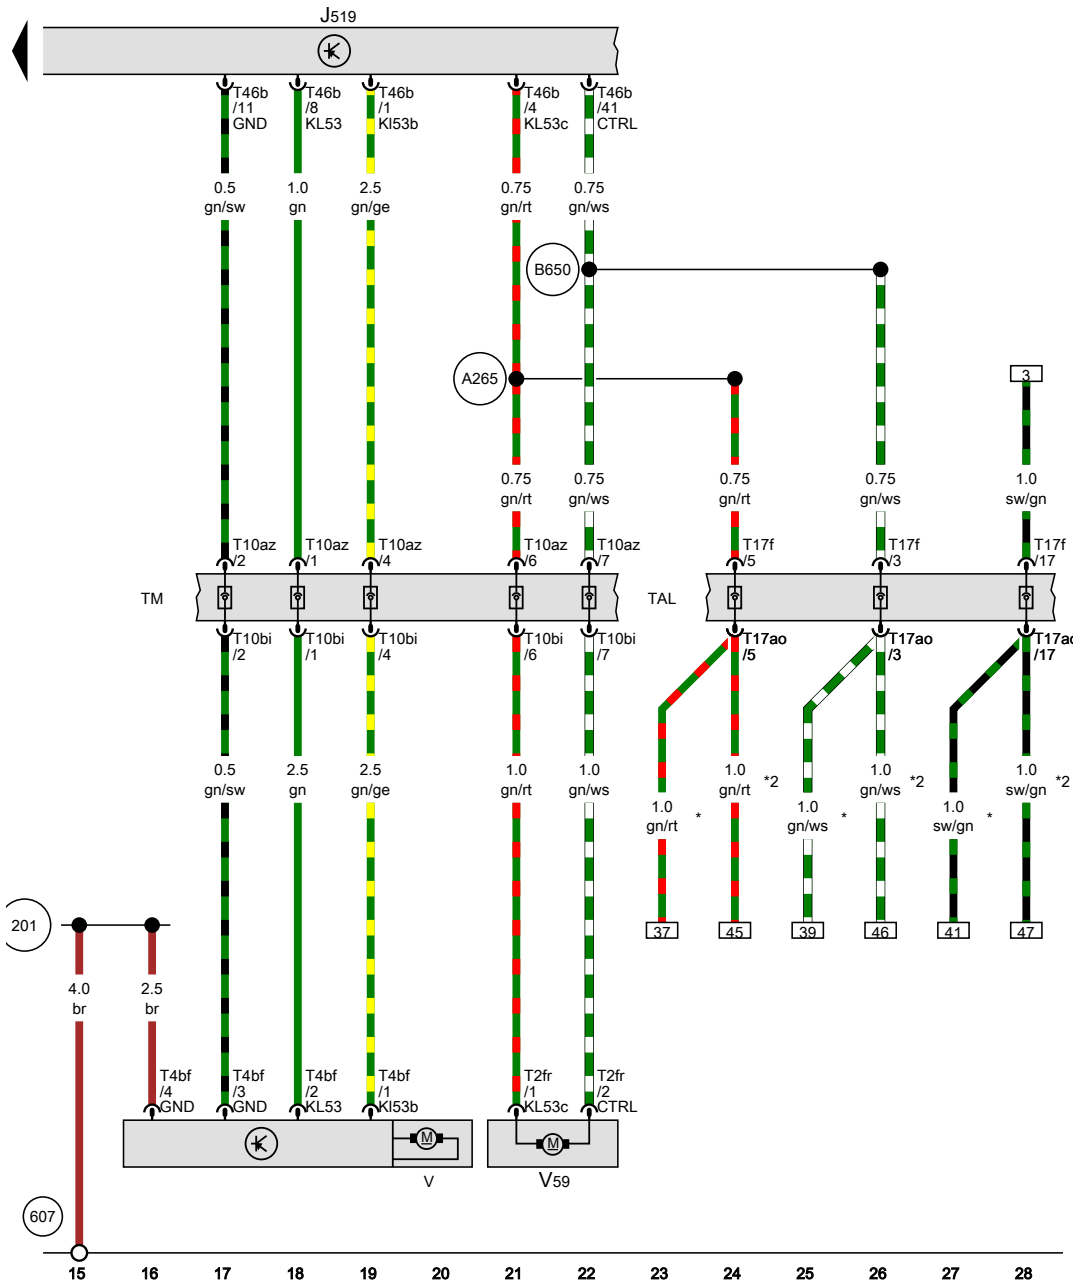 J519
T46b T46b T46b T46b T46b
/11 /8 /1 /4 /41
GND KL53 Kl53b KL53c CTRL
0.5 1.0 2.5 0.75 0.75
gn/sw gn gn/ge gn/rt gn/ws
B650
A265
3
0.75 0.75 0.75 0.75 1.0
gn/rt gn/ws gn/rt gn/ws sw/gn
T10az T10az T10az T10az T10az T17f T17f T17f
/2 /1 /4 /6 /7 /5 /3 /17
TM TAL
T10bi T10bi T10bi T10bi T10bi T17ao T17ao T17ao
/2 /1 /4 /6 /7 /5 /3 /17
0.5 2.5 2.5 1.0 1.0 1.0 *2 1.0 *2 1.0 *2
gn/sw gn gn/ge gn/rt gn/ws gn/rt gn/ws sw/gn
1.0 * 1.0 * 1.0 *
gn/rt gn/ws sw/gn
201
37 45 39 46 41 47
4.0 2.5
br br
T4bf T4bf T4bf T4bf T2fr T2fr
/4 /3 /2 /1 /1 /2
GND GND KL53 Kl53b KL53c CTRL
M M
V V59
607
15 16 17 18 19 20 21 22 23 24 25 26 27 28